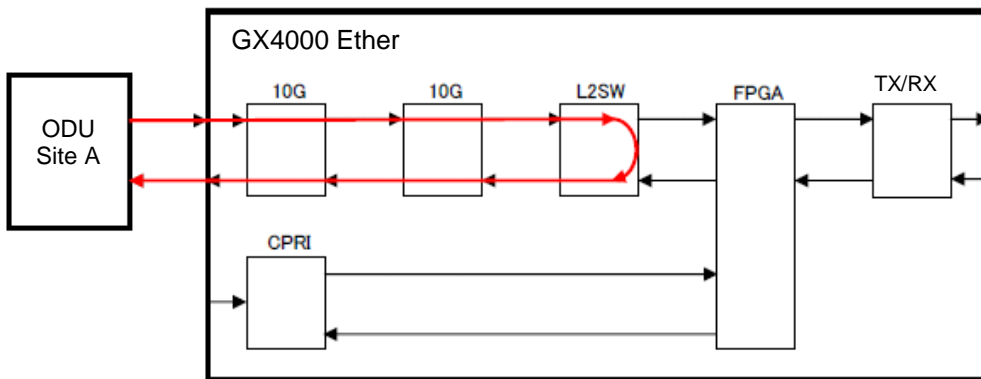 GX4000 Ether
10G
10G
L2SW
FPGA
TX/RX
ODU
Site A
CPRI